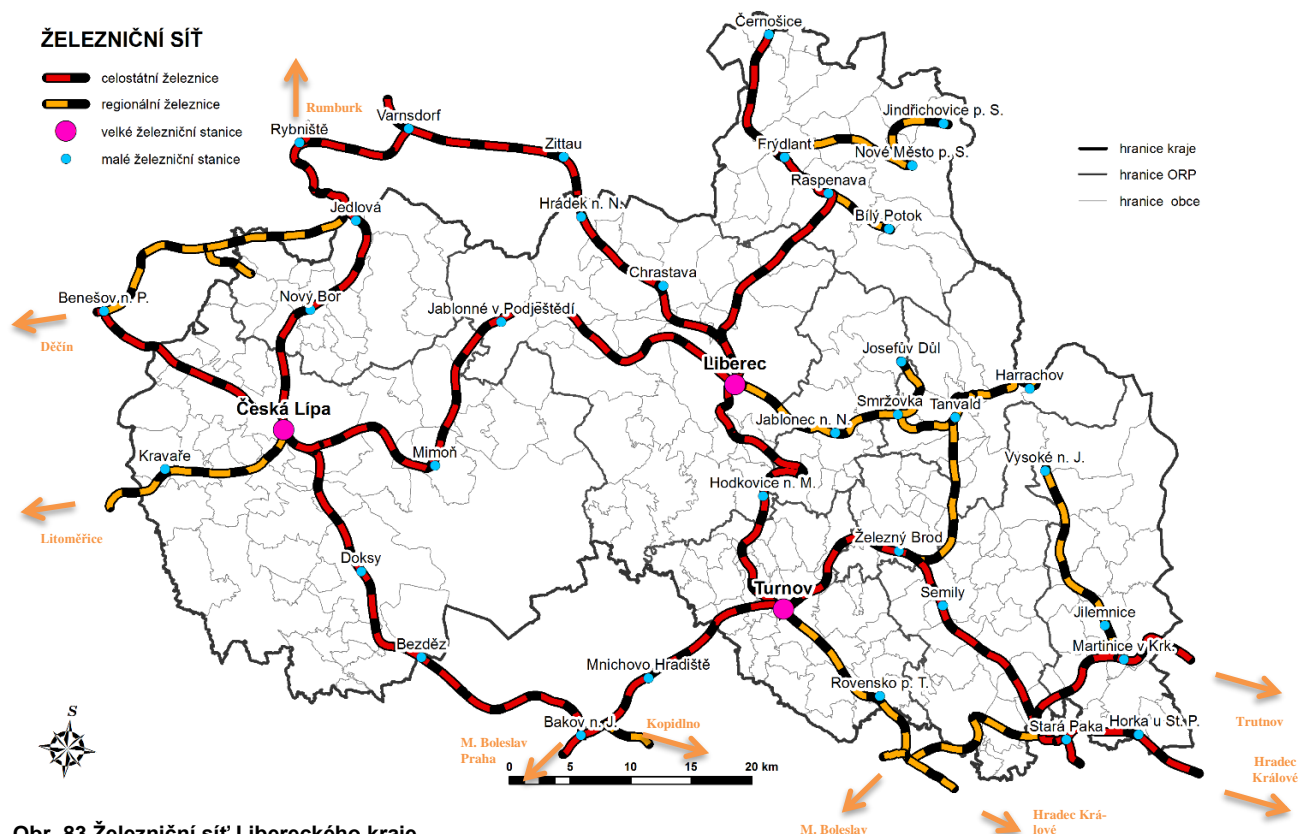 ŽELEZNIČNÍ SÍŤ
celostátní železnice
regionální železnice
velké železniční stanice
malé železniční stanice
hranice kraje
hranice ORP
hranice obce
Černošice
Rumburk
Varnsdorf
Rybniště
Jindřichovice p. S.
Zittau
Frýdlant
Nové Město p. S.
Raspenava
Hrádek n. N.
Jedlová
Bílý Potok
Chrastava
Benešov n. P.
Nový Bor
Jablonné v Podještědí
Děčín
Liberec
Josefův Důl
Harrachov
Česká Lípa
Smržovka
Tanvald
Jablonec n. N.
Kravaře
Mimoň
Vysoké n. J.
Hodkovice n. M.
Litoměřice
Železný Brod
Doksy
Turnov
Semily
Jilemnice
Bezděz
Martinice v Krk.
Mnichovo Hradiště
Rovensko p. T.
S
Bakov n. J.
Kopidlno
Stará Paka
Horka u St. P.
Trutnov
M. Boleslav
Praha
Hradec
Králové
0 5 10 15 20 km
M. Boleslav
Hradec Krá-
lové
Obr. 83 Železniční síť Libereckého kraje